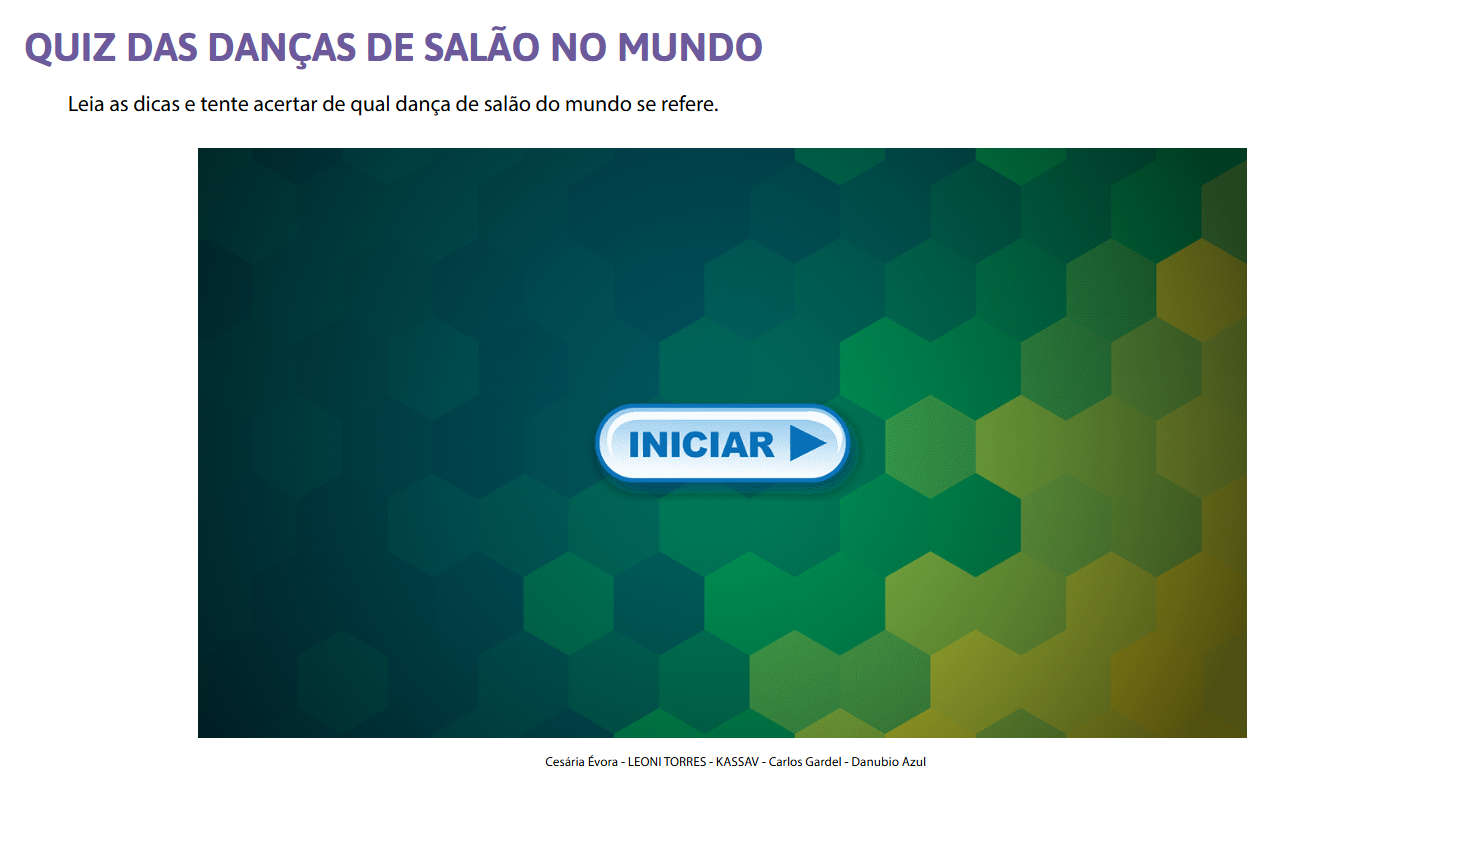 QUIZ DAS DANÇAS DE SALÃO NO MUNDO
Leia as dicas e tente acertar de qual dança de salão do mundo se refere.
INICIAR
Cesária Évora - LEONI TORRES - KASSAV - Carlos Gardel - Danubio Azul